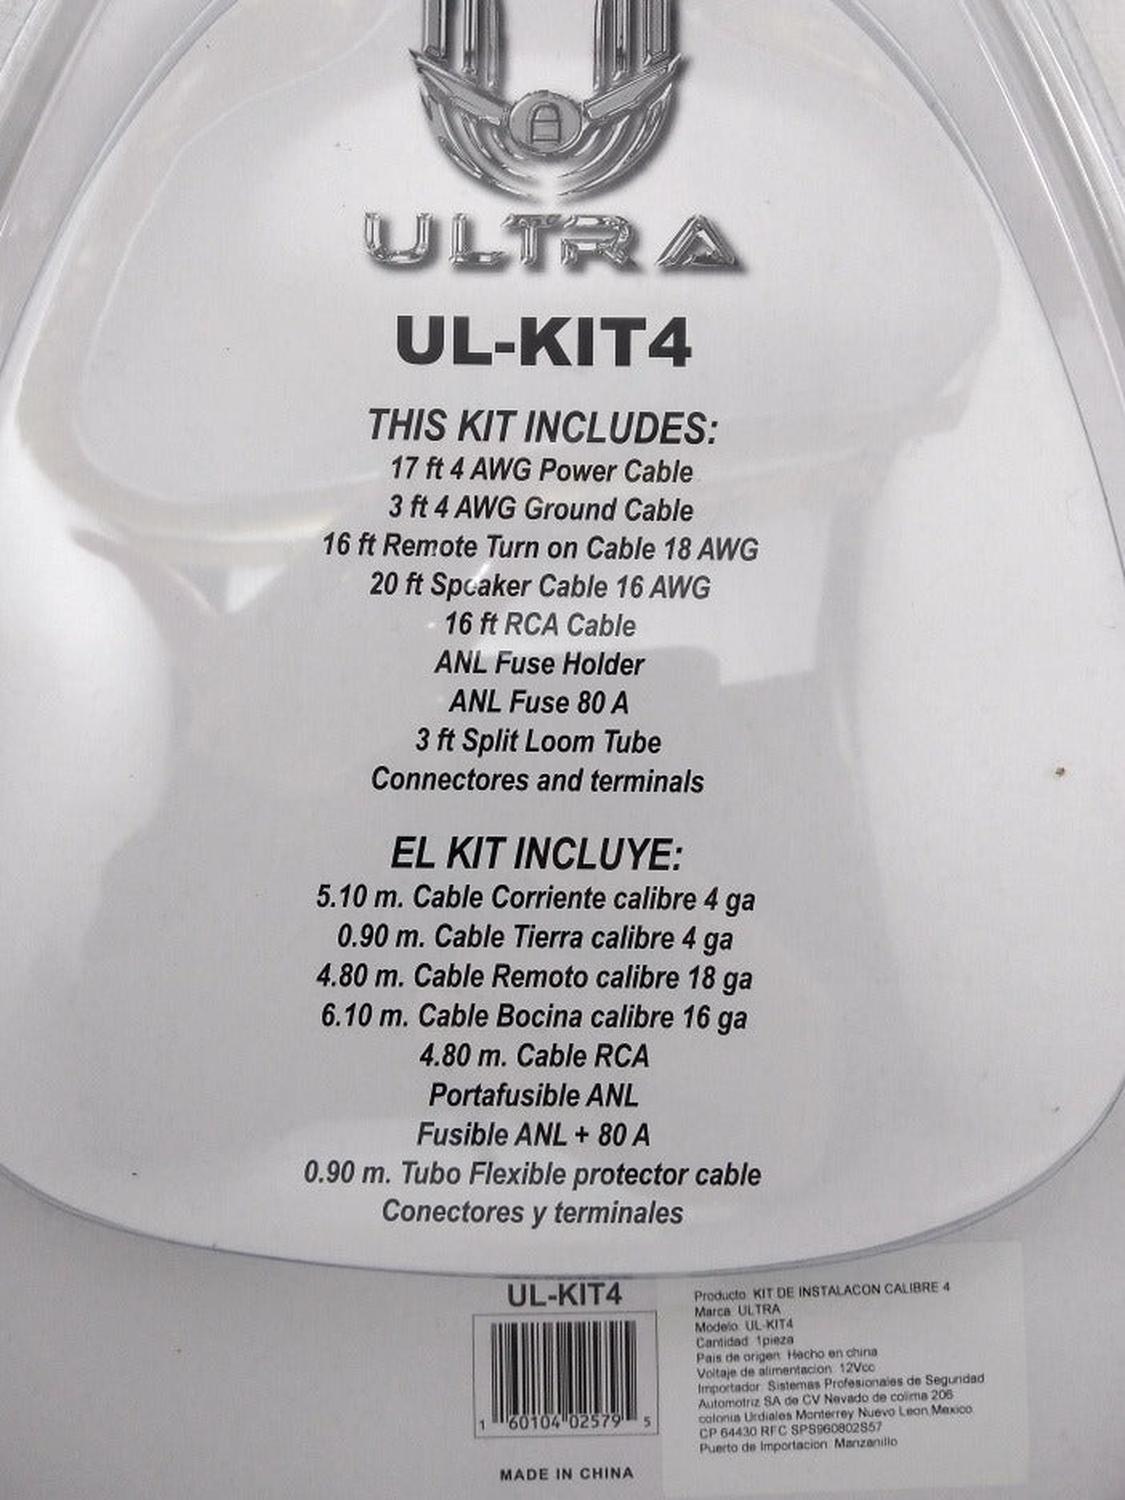 ULTRA
UL-KIT4
THIS KIT INCLUDES:
17 ft 4 AWG Power Cable
3 ft 4 AWG Ground Cable
16 ft Remote Turn on Cable 18 AWG
20 ft Speaker Cable 16 AWG
16 ft RCA Cable
ANL Fuse Holder
ANL Fuse 80 A
3 ft Split Loom Tube
Connectores and terminals
EL KIT INCLUYE:
5.10 m. Cable Corriente calibre 4 ga
0.90 m. Cable Tierra calibre 4 ga
4.80 m. Cable Remoto calibre 18 ga
6.10 m. Cable Bocina calibre 16 ga
4.80 m. Cable RCA
Portafusible ANL
Fusible ANL + 80 A
0.90 m. Tubo Flexible protector cable
Conectores y terminales
UL-KIT4
1 60104 02579 5
MADE IN CHINA
Producto: KIT DE INSTALACON CALIBRE 4
Marca: ULTRA
Modelo: UL-KIT4
Cantidad: 1pieza
Pais de origen: Hecho en china
Voltaje de alimentacion: 12Vcc
Importador: Sistemas Profesionales de Seguridad
Automotriz SA de CV Nevado de colima 206
colonia Urdiales Monterrey Nuevo Leon,Mexico.
CP 64430 RFC SPS960802S57
Puerto de Importacion: Manzanillo